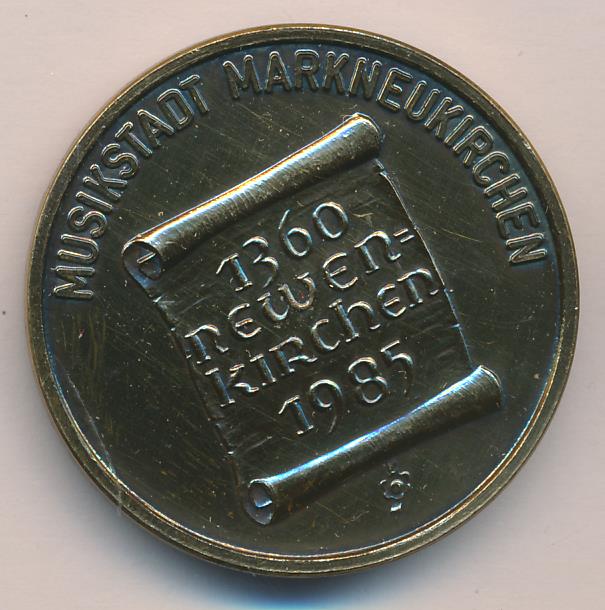 MUSIKSTADT MARKNEUKIRCHEN
1360
NEWEN=
KIRCHEN
1985